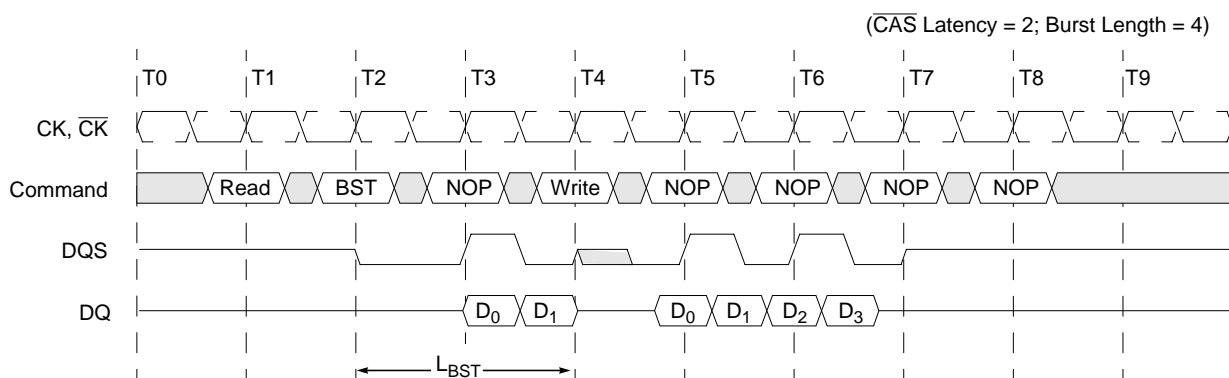 (CAS Latency = 2; Burst Length = 4)
T0 T1 T2 T3 T4 T5 T6 T7 T8 T9
CK, CK
Command Read BST NOP Write NOP NOP NOP NOP
DQS
DQ D0 D1 D0 D1 D2 D3
LBST